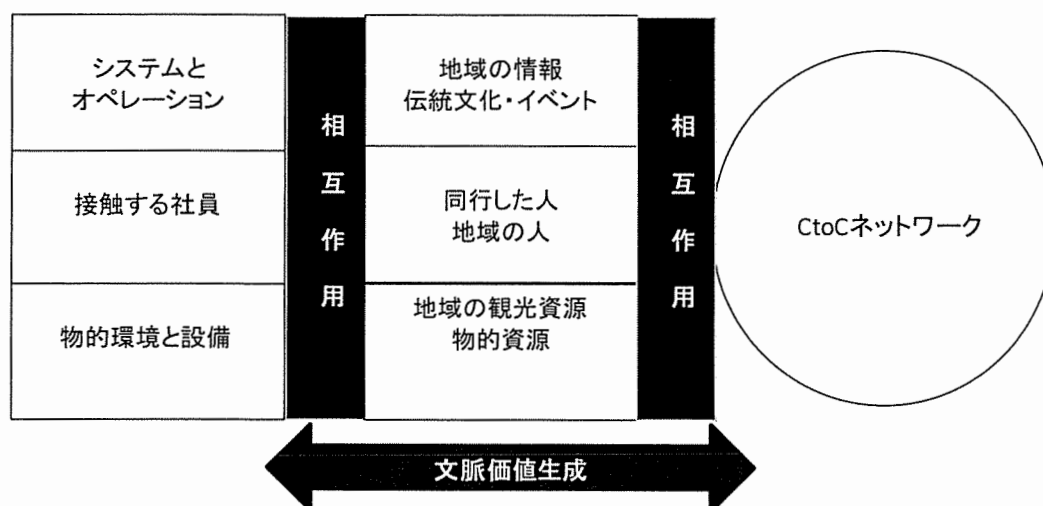 システムと
オペレーション
接触する社員
物的環境と設備
相互作用
地域の情報
伝統文化・イベント
同行した人
地域の人
地域の観光資源
物的資源
相互作用
CtoCネットワーク
文脈価値生成